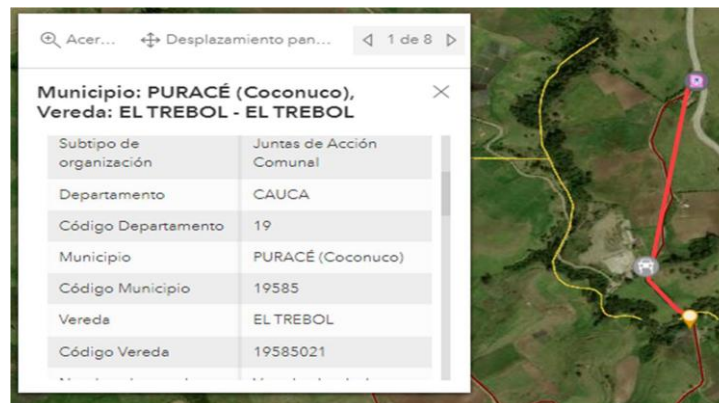 Acer... Desplazamiento pan... 1 de 8
Municipio: PURACÉ (Coconuco),
Vereda: EL TREBOL - EL TREBOL
Subtipo de organización Juntas de Acción Comunal
Departamento CAUCA
Código Departamento 19
Municipio PURACÉ (Coconuco)
Código Municipio 19585
Vereda EL TREBOL
Código Vereda 19585021